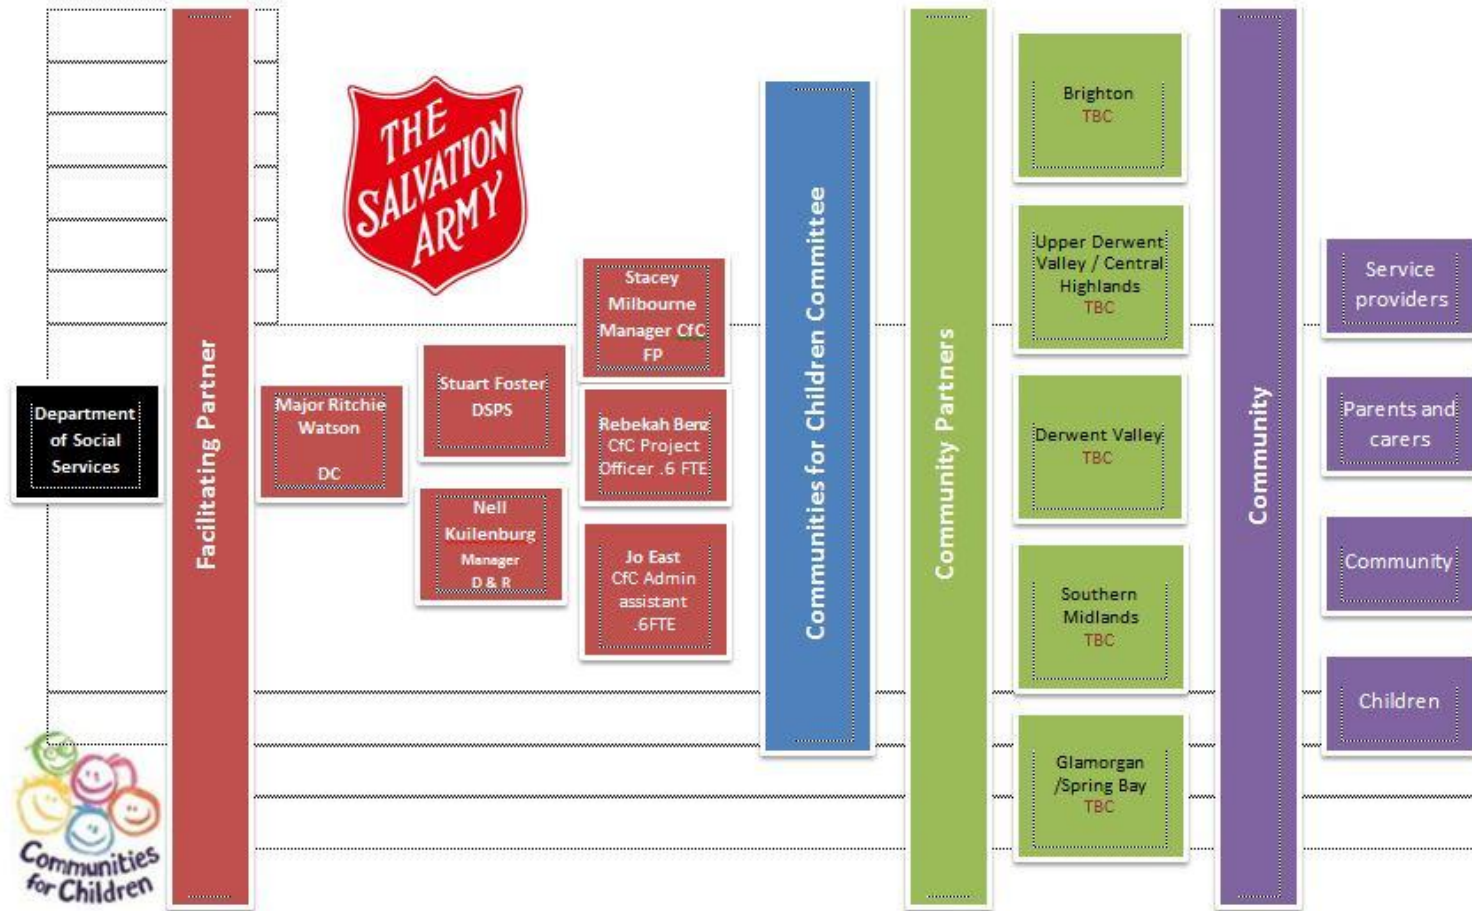 Department
of Social
Services
Facilitating Partner
THE
SALVATION
ARMY
Major Ritchie
Watson
DC
Stuart Foster
DSPS
Nell
Kuilenburg
Manager
D & R
Stacey
Milbourne
Manager CfC
FP
Rebekah Benz
CfC Project
Officer .6 FTE
Jo East
CfC Admin
assistant
.6FTE
Communities for Children Committee
Community Partners
Brighton
TBC
Upper Derwent
Valley / Central
Highlands
TBC
Derwent Valley
TBC
Southern
Midlands
TBC
Glamorgan
/Spring Bay
TBC
Community
Service
providers
Parents and
carers
Community
Children
Communities
for Children